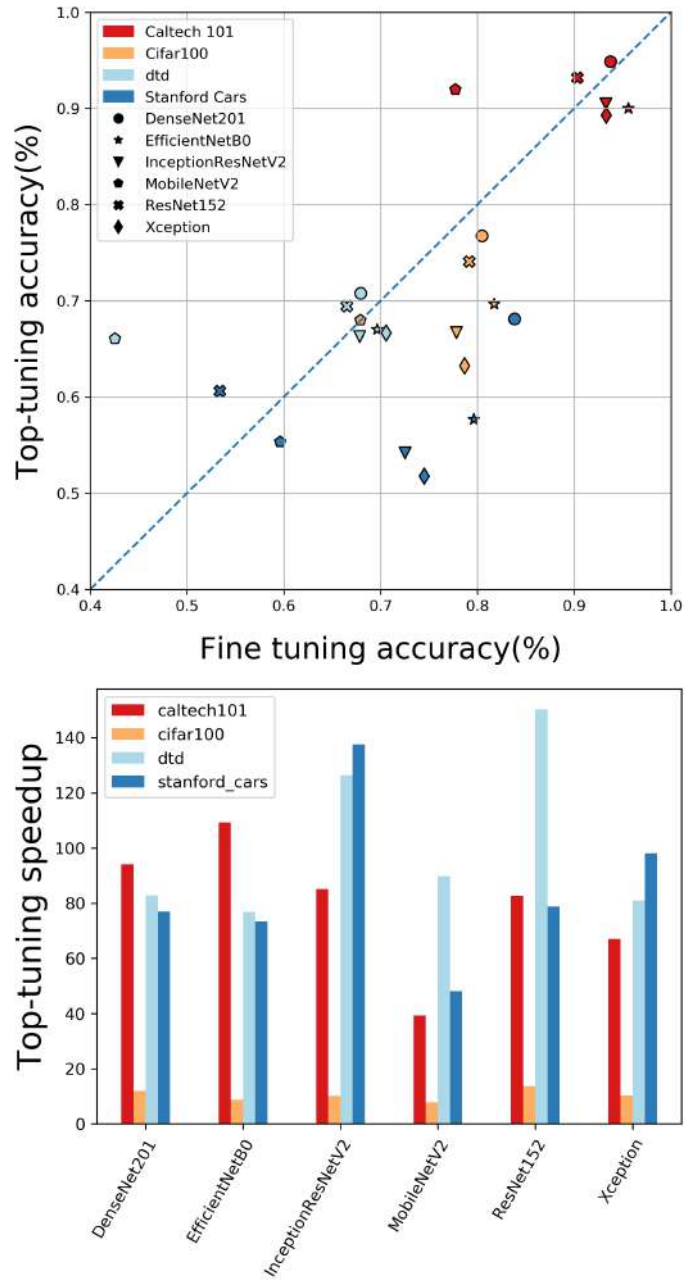 Top-tuning accuracy(%)
1.0
0.9
0.8
0.7
0.6
0.5
0.4
Caltech 101
Cifar100
dtd
Stanford Cars
DenseNet201
EfficientNetB0
InceptionResNetV2
MobileNetV2
ResNet152
Xception
0.4 0.5 0.6 0.7 0.8 0.9 1.0
Fine tuning accuracy(%)
Top-tuning speedup
140
120
100
80
60
40
20
0
caltech101
cifar100
dtd
stanford_cars
DenseNet201
EfficientNetB0
InceptionResNetV2
MobileNetV2
ResNet152
Xception